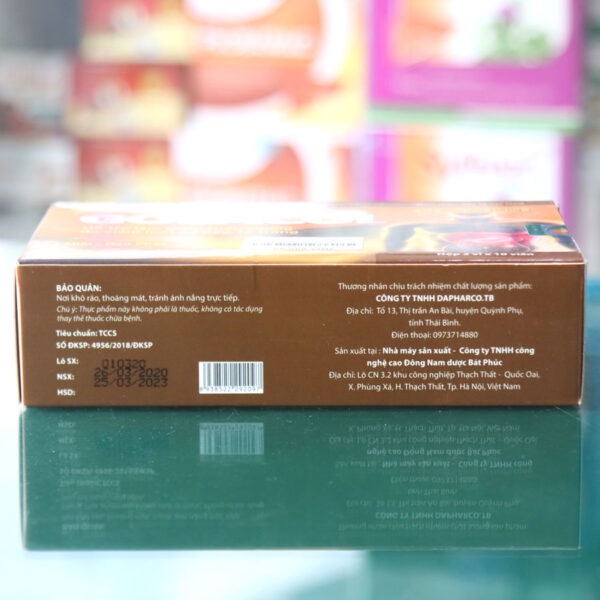 BẢO QUẢN:
Nơi khô ráo, thoáng mát, tránh ánh nắng trực tiếp.
Chú ý: Thực phẩm này không phải là thuốc, không có tác dụng
thay thế thuốc chữa bệnh.
Tiêu chuẩn: TCCS
SỐ ĐKSP: 4956/2018/ĐKSP
Lô SX: 010320
NSX: 26/03/2020
HSD: 25/03/2023
Thương nhân chịu trách nhiệm chất lượng sản phẩm:
CÔNG TY TNHH DAPHARCO.TB
Địa chỉ: Tổ 13, Thị trấn An Bài, huyện Quỳnh Phụ,
tỉnh Thái Bình.
Điện thoại: 0973714880
Sản xuất tại : Nhà máy sản xuất - Công ty TNHH công
nghệ cao Đông Nam dược Bát Phúc
Địa chỉ: Lô CN 3.2 khu công nghiệp Thạch Thất - Quốc Oai,
X. Phùng Xá, H. Thạch Thất, Tp. Hà Nội, Việt Nam